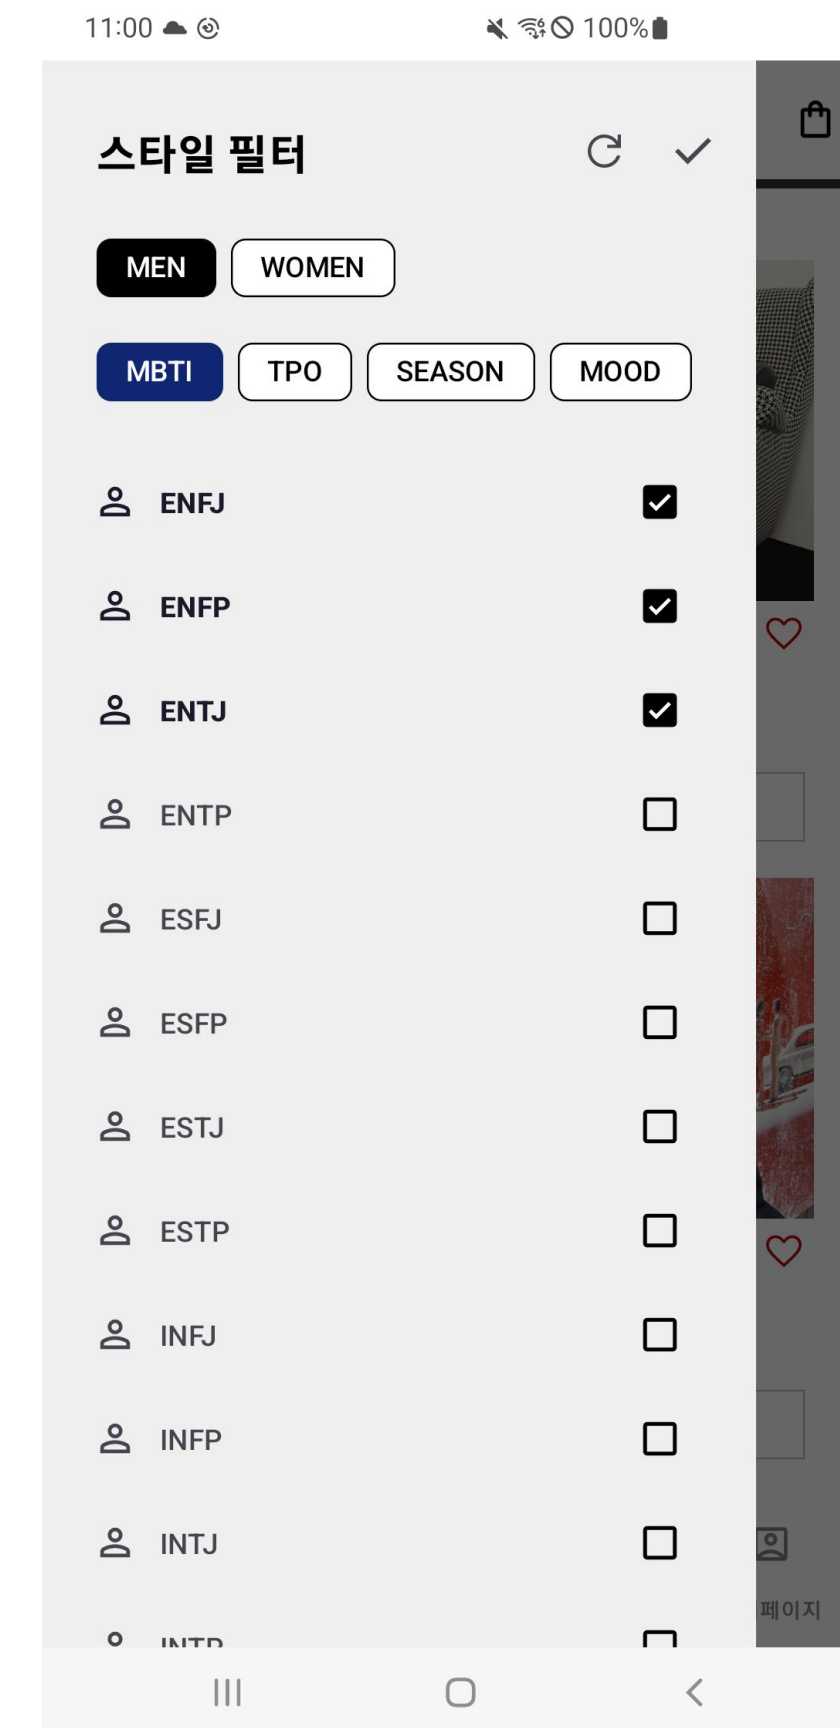 11:00 100%
스타일 필터
MEN WOMEN
MBTI TPO SEASON MOOD
ENFJ
ENFP
ENTJ
ENTP
ESFJ
ESFP
ESTJ
ESTP
INFJ
INFP
INTJ
페이지
INTP